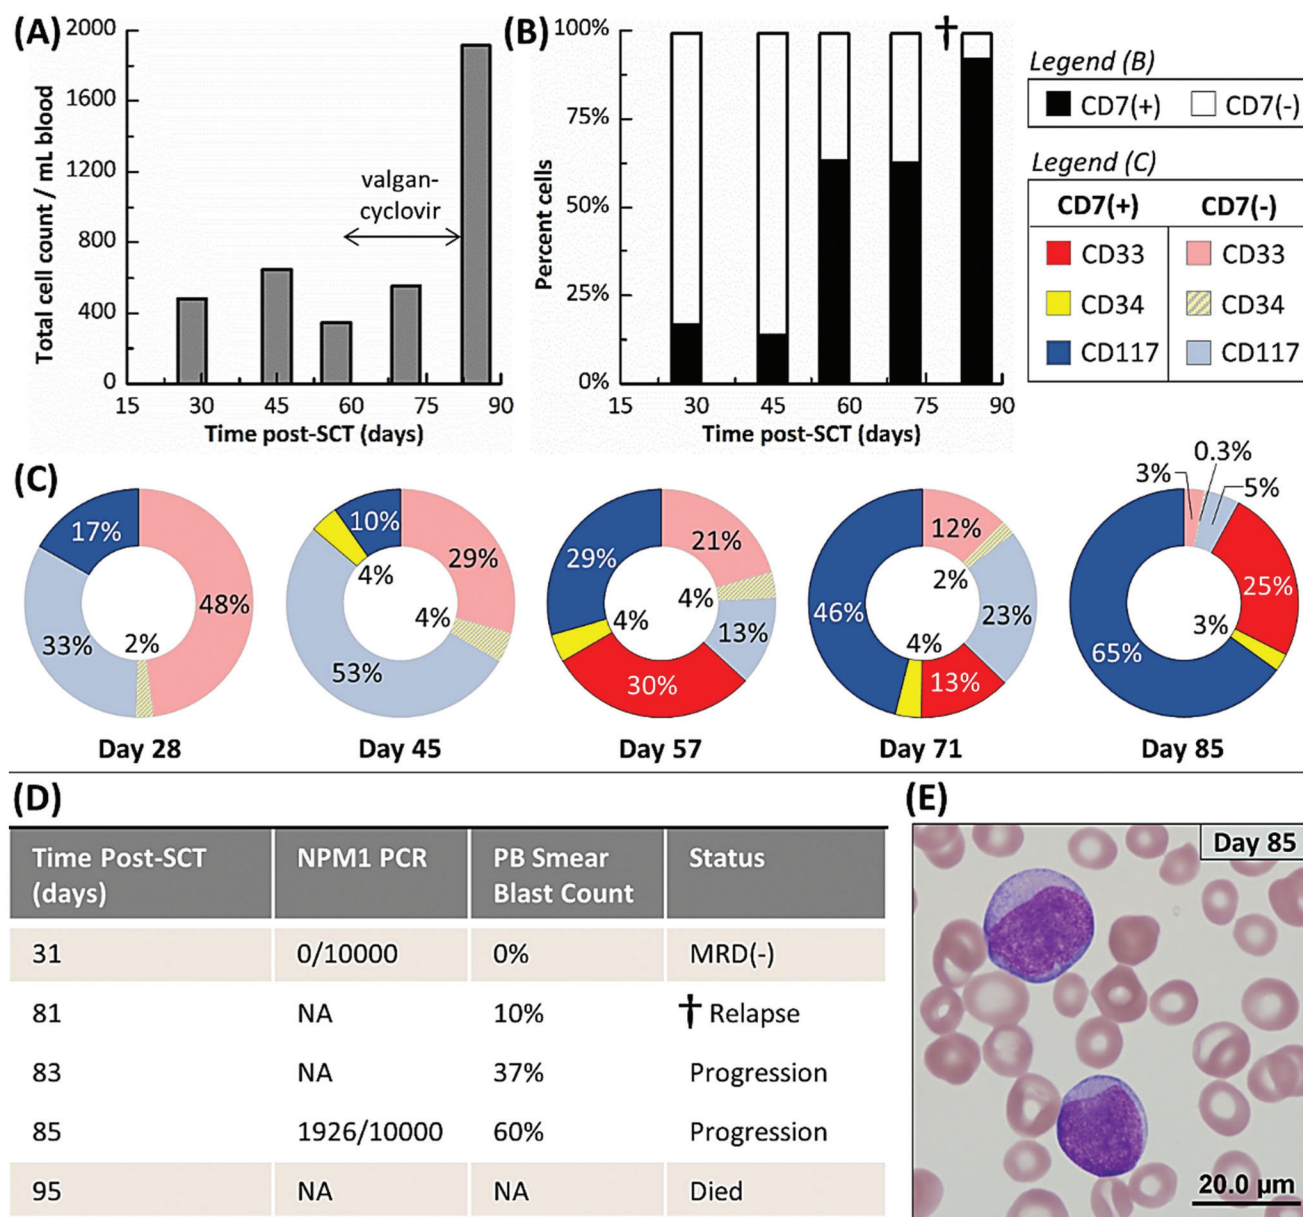 (A)
2000
1600
1200
800
400
0
Total cell count / mL blood
valgan-
cyclovir
15 30 45 60 75 90
Time post-SCT (days)
(B)
100%
75%
50%
25%
0%
Percent cells
†
15 30 45 60 75 90
Time post-SCT (days)
Legend (B)
CD7(+) CD7(-)
Legend (C)
CD7(+) CD7(-)
CD33 CD33
CD34 CD34
CD117 CD117
(C)
17%
48%
33%
2%
Day 28
10%
4%
29%
4%
53%
Day 45
29%
21%
4%
4%
13%
30%
Day 57
12%
2%
46%
23%
4%
13%
Day 71
0.3%
3%
5%
25%
3%
65%
Day 85
(D)
Time Post-SCT NPM1 PCR PB Smear Status
(days) Blast Count
31 0/10000 0% MRD(-)
81 NA 10% † Relapse
83 NA 37% Progression
85 1926/10000 60% Progression
95 NA NA Died
(E)
Day 85
20.0 µm